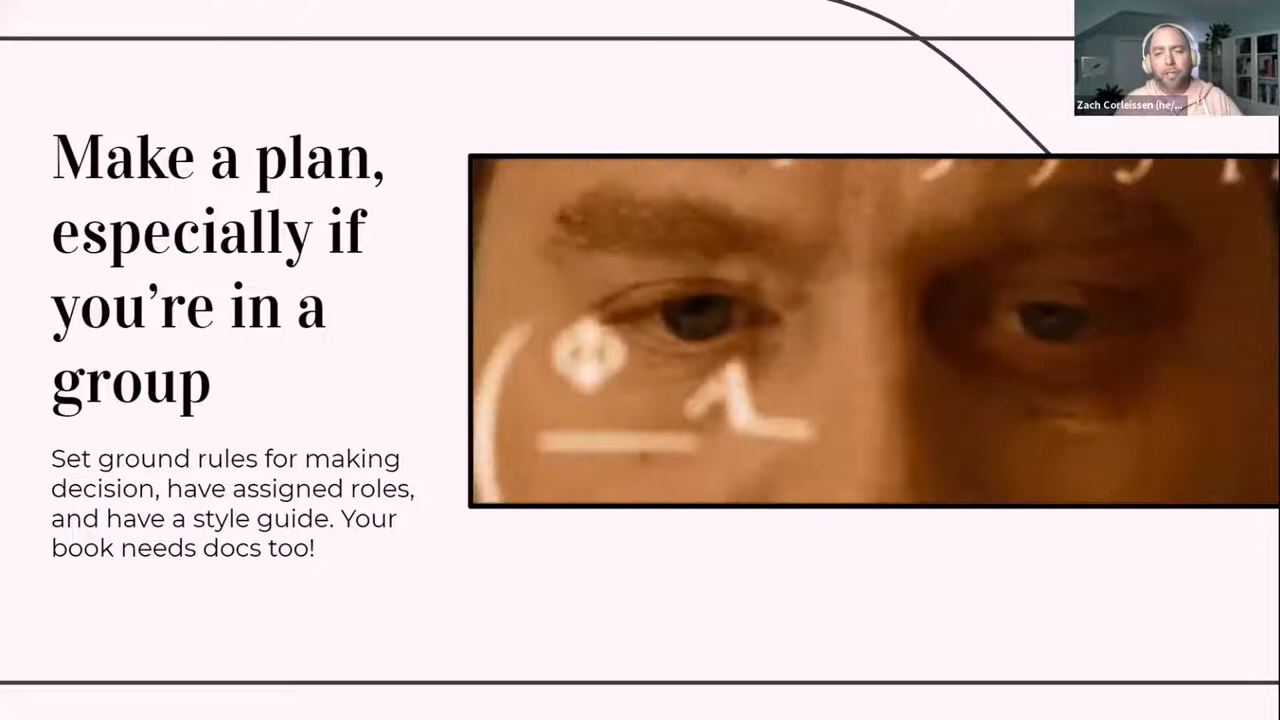 Make a plan,
especially if
you’re in a
group
Set ground rules for making
decision, have assigned roles,
and have a style guide. Your
book needs docs too!
Zach Corleissen (he/...